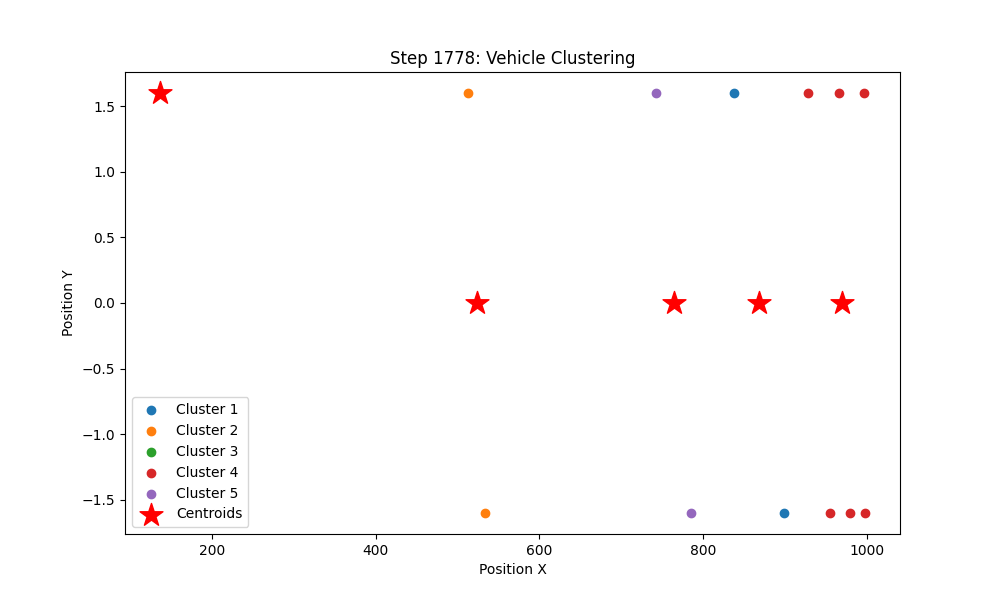 Step 1778: Vehicle Clustering
Position Y
1.5
1.0
0.5
0.0
−0.5
−1.0
−1.5
Cluster 1
Cluster 2
Cluster 3
Cluster 4
Cluster 5
Centroids
200
400
600
800
1000
Position X